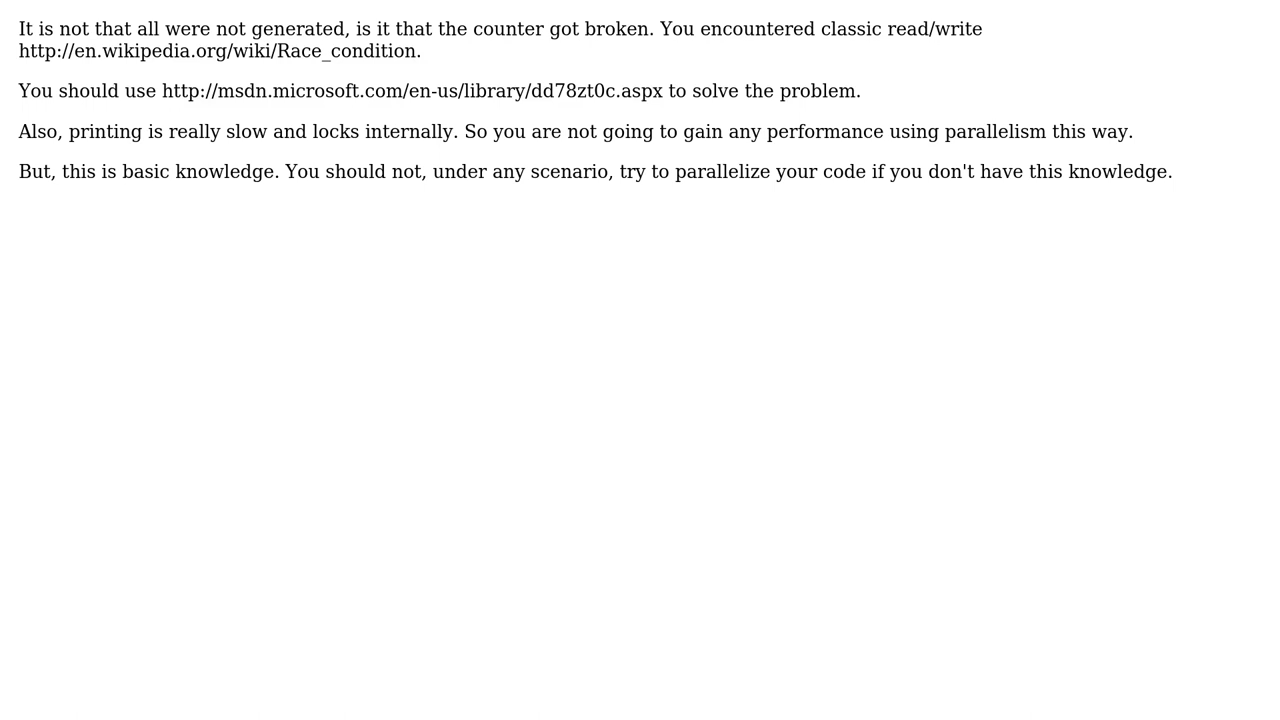 It is not that all were not generated, is it that the counter got broken. You encountered classic read/write
http://en.wikipedia.org/wiki/Race_condition.
You should use http://msdn.microsoft.com/en-us/library/dd78zt0c.aspx to solve the problem.
Also, printing is really slow and locks internally. So you are not going to gain any performance using parallelism this way.
But, this is basic knowledge. You should not, under any scenario, try to parallelize your code if you don't have this knowledge.